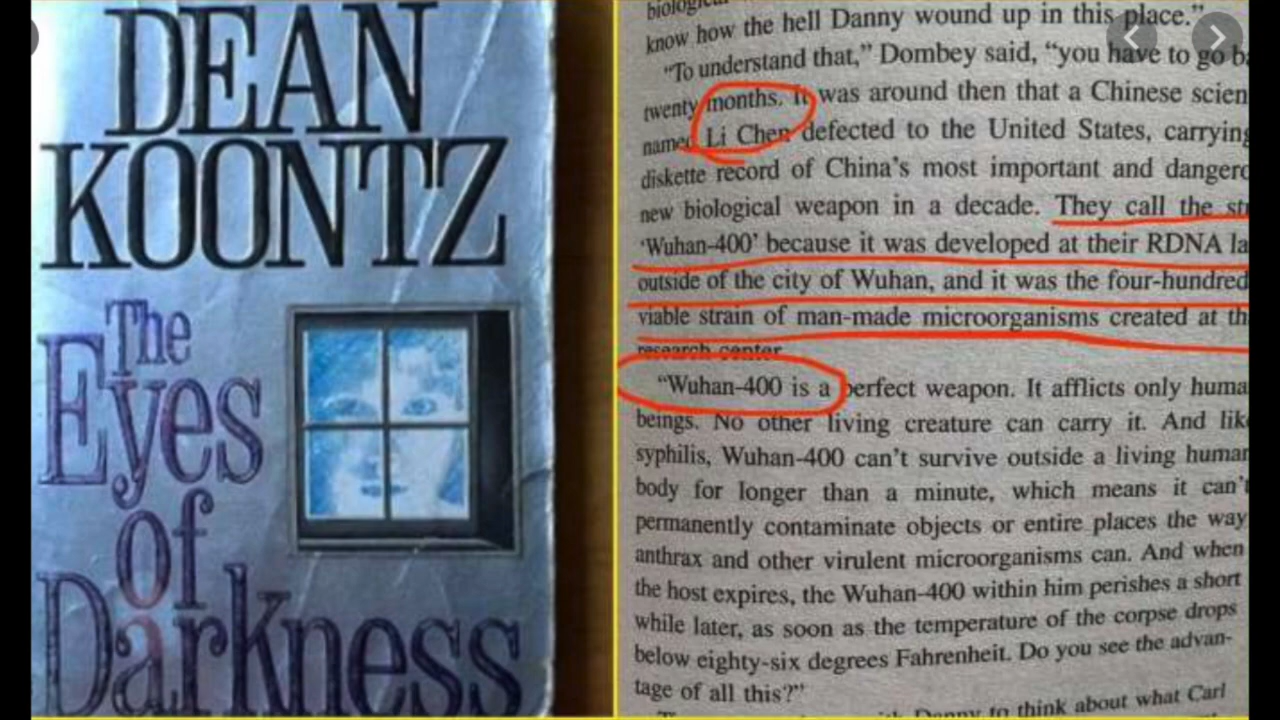 DEAN
KOONTZ
The
Eyes
of
Darkness
know how the hell Danny wound up in this place."
"To understand that," Dombey said, "you have to go
twenty months. It was around then that a Chinese
named Li Chen defected to the United States, carrying
diskette record of China's most important and
new biological weapon in a decade. They call the
'Wuhan-400' because it was developed at their RDNA
outside of the city of Wuhan, and it was the four-hundred
viable strain of man-made microorganisms created at
research center.
"Wuhan-400 is a perfect weapon. It afflicts only
beings. No other living creature can carry it. And
syphilis, Wuhan-400 can't survive outside a living human
body for longer than a minute, which means it can't
permanently contaminate objects or entire places the way
anthrax and other virulent microorganisms can. And when
the host expires, the Wuhan-400 within him perishes a short
while later, as soon as the temperature of the corpse drops
below eighty-six degrees Fahrenheit. Do you see the advan-
tage of all this?"
Danny to think about what Carl